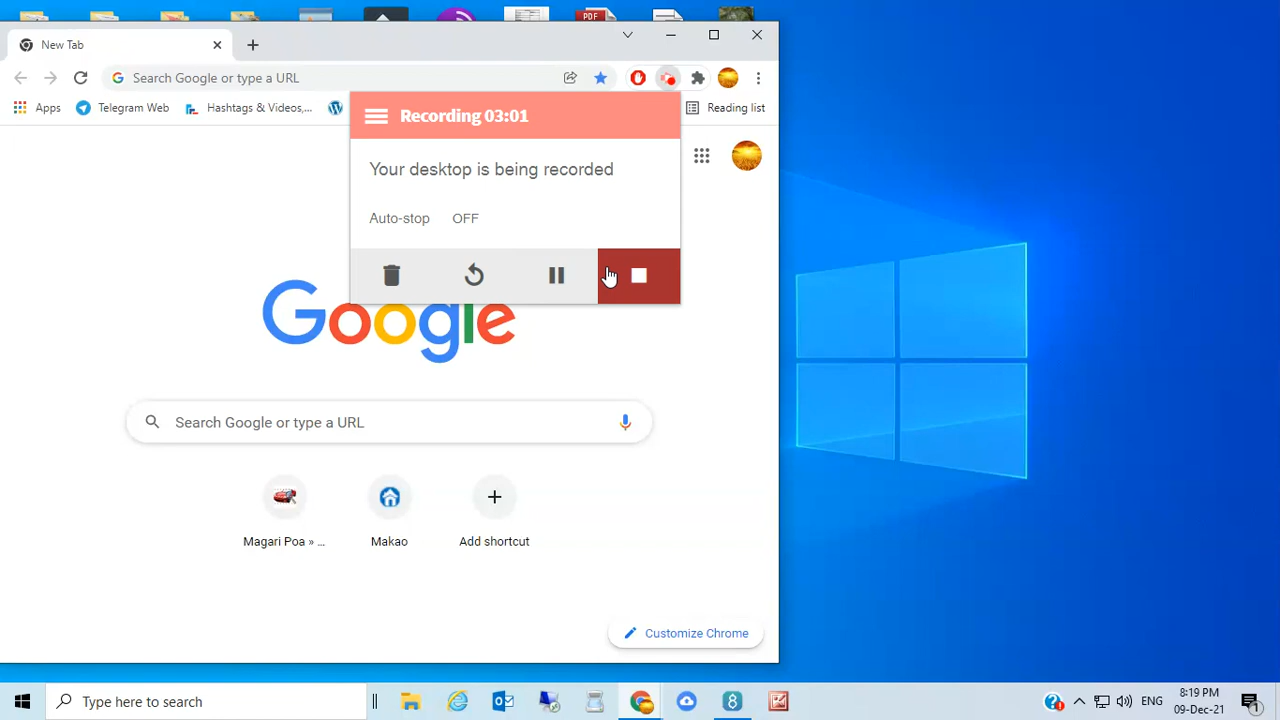 PDF
New Tab
Search Google or type a URL
Apps
Telegram Web
Hashtags & Videos,...
Reading list
Recording 03:01
Your desktop is being recorded
Auto-stop OFF
Google
Search Google or type a URL
Magari Poa » ...
Makao
Add shortcut
Customize Chrome
Type here to search
ENG
8:19 PM
09-Dec-21
1